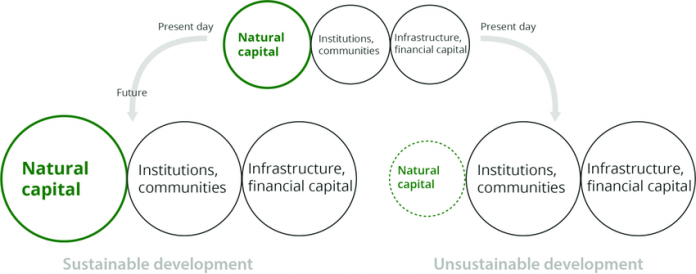 Present day
Present day
Natural
capital
Institutions,
communities
Infrastructure,
financial capital
Future
Natural
capital
Institutions,
communities
Infrastructure,
financial capital
Natural
capital
Institutions,
communities
Infrastructure,
financial capital
Sustainable development
Unsustainable development